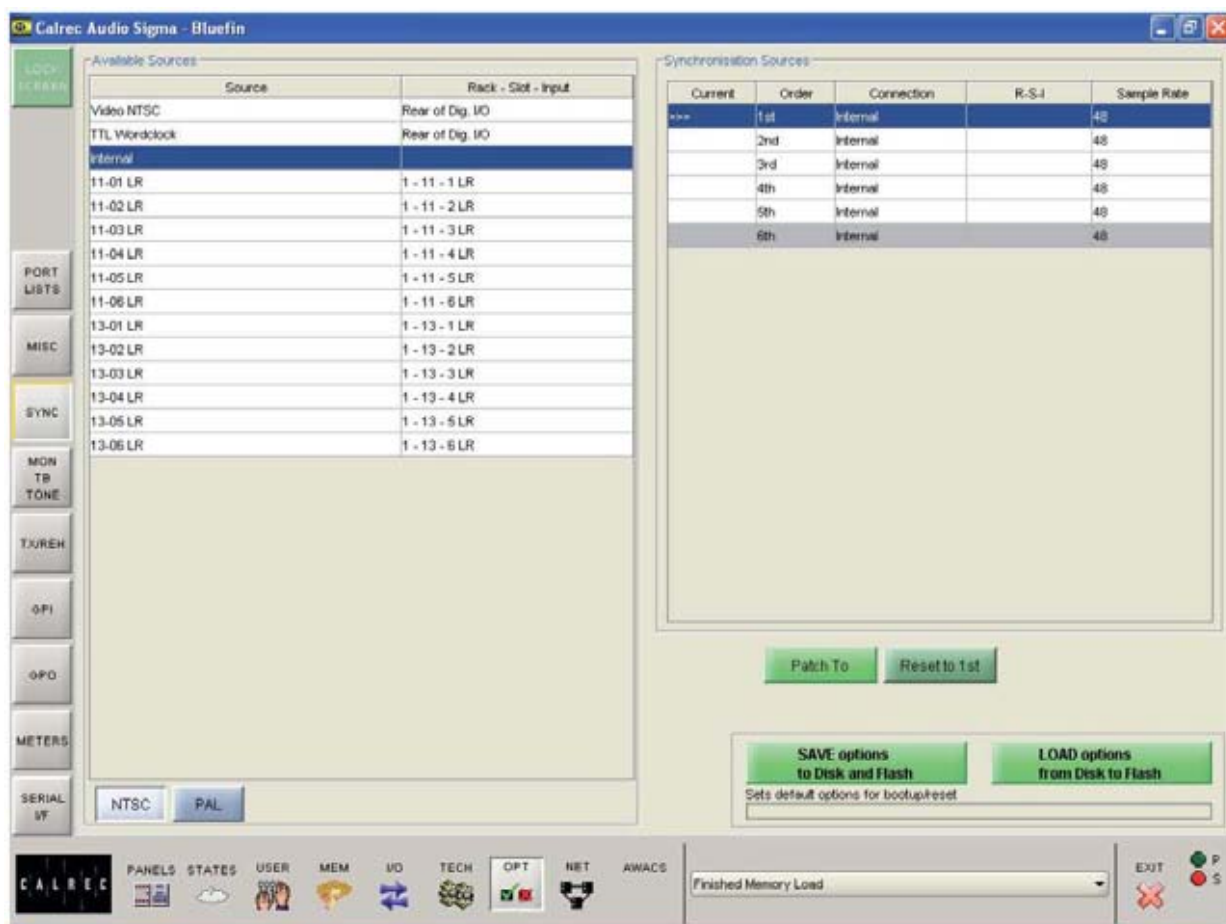 Calrec Audio Sigma - Bluefin
LOCK
SCREEN
Available Sources
Source Rack - Slot - Input
Video NTSC Rear of Dig. I/O
TTL Wordclock Rear of Dig. I/O
Internal
11-01 LR 1 - 11 - 1 LR
11-02 LR 1 - 11 - 2 LR
11-03 LR 1 - 11 - 3 LR
11-04 LR 1 - 11 - 4 LR
11-05 LR 1 - 11 - 5 LR
11-06 LR 1 - 11 - 6 LR
13-01 LR 1 - 13 - 1 LR
13-02 LR 1 - 13 - 2 LR
13-03 LR 1 - 13 - 3 LR
13-04 LR 1 - 13 - 4 LR
13-05 LR 1 - 13 - 5 LR
13-06 LR 1 - 13 - 6 LR
Synchronisation Sources
Current Order Connection R-S-I Sample Rate
>>> 1st Internal 48
2nd Internal 48
3rd Internal 48
4th Internal 48
5th Internal 48
6th Internal 48
PORT
LISTS
MISC
SYNC
MON
TB
TONE
TX/REH
GPI
GPO
METERS
SERIAL
I/F
Patch To Reset to 1st
SAVE options
to Disk and Flash
LOAD options
from Disk to Flash
Sets default options for bootup/reset
NTSC PAL
CALREC
PANELS STATES USER MEM I/O TECH OPT NET AWACS
Finished Memory Load
EXIT
P
S